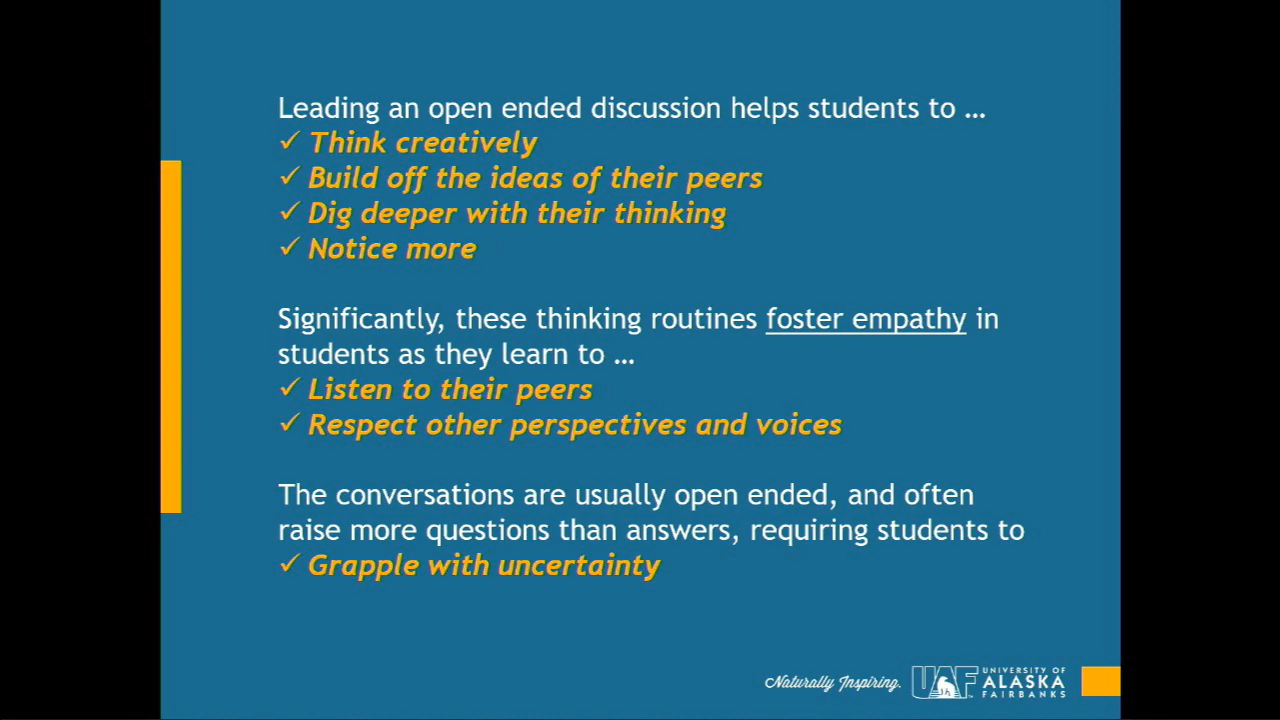 Leading an open ended discussion helps students to …
✓ Think creatively
✓ Build off the ideas of their peers
✓ Dig deeper with their thinking
✓ Notice more
Significantly, these thinking routines foster empathy in
students as they learn to …
✓ Listen to their peers
✓ Respect other perspectives and voices
The conversations are usually open ended, and often
raise more questions than answers, requiring students to
✓ Grapple with uncertainty
Naturally Inspiring.
UAF
UNIVERSITY OF
ALASKA
FAIRBANKS